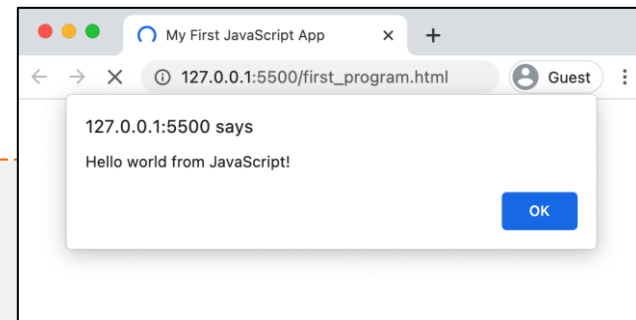 My First JavaScript App
127.0.0.1:5500/first_program.html
Guest
127.0.0.1:5500 says
Hello world from JavaScript!
OK